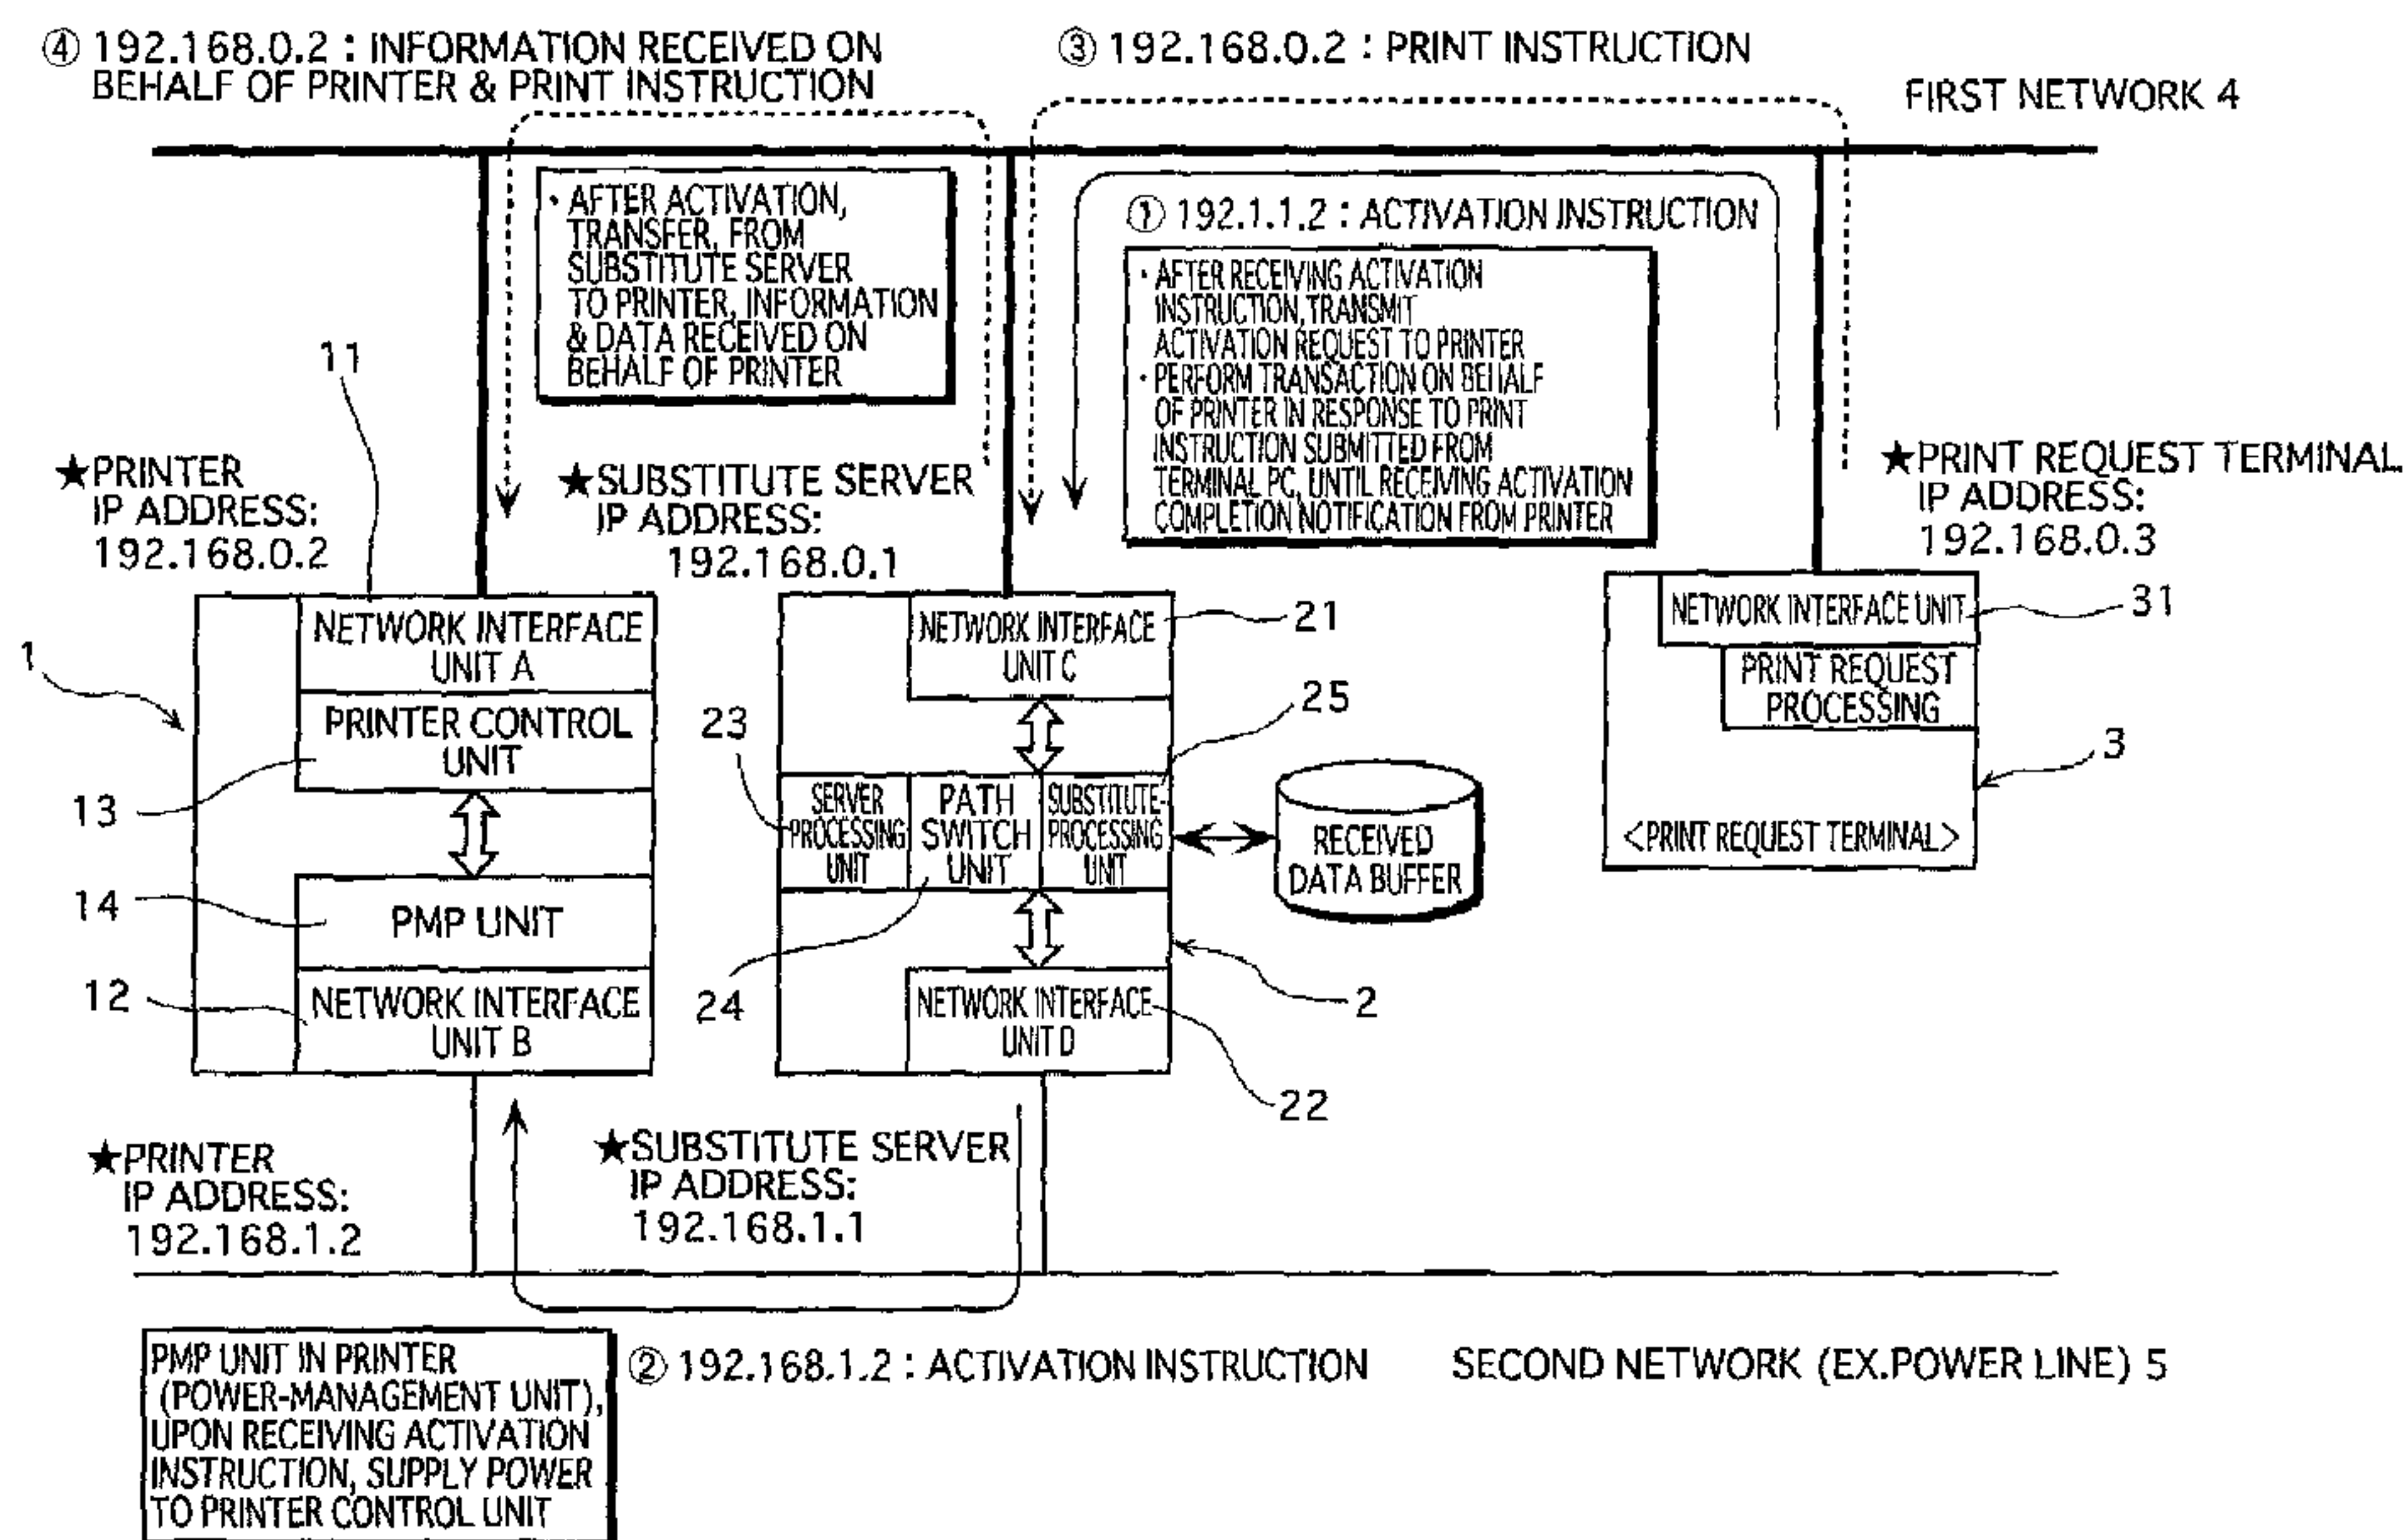 ④ 192.168.0.2 : INFORMATION RECEIVED ON
BEHALF OF PRINTER & PRINT INSTRUCTION
③ 192.168.0.2 : PRINT INSTRUCTION
FIRST NETWORK 4
• AFTER ACTIVATION,
TRANSFER, FROM
SUBSTITUTE SERVER
TO PRINTER, INFORMATION
& DATA RECEIVED ON
BEHALF OF PRINTER
① 192.1.1.2 : ACTIVATION INSTRUCTION
• AFTER RECEIVING ACTIVATION
INSTRUCTION, TRANSMIT
ACTIVATION REQUEST TO PRINTER
• PERFORM TRANSACTION ON BEHALF
OF PRINTER IN RESPONSE TO PRINT
INSTRUCTION SUBMITTED FROM
TERMINAL PC, UNTIL RECEIVING ACTIVATION
COMPLETION NOTIFICATION FROM PRINTER
11
★PRINTER
IP ADDRESS:
192.168.0.2
★SUBSTITUTE SERVER
IP ADDRESS:
192.168.0.1
★PRINT REQUEST TERMINAL
IP ADDRESS:
192.168.0.3
1
NETWORK INTERFACE
UNIT A
PRINTER CONTROL
UNIT
13
14
PMP UNIT
12
NETWORK INTERFACE
UNIT B
NETWORK INTERFACE
UNIT C
21
23
25
SERVER
PROCESSING
UNIT
PATH
SWITCH
UNIT
SUBSTITUTE-
PROCESSING
UNIT
RECEIVED
DATA BUFFER
24
2
NETWORK INTERFACE
UNIT D
22
NETWORK INTERFACE UNIT
31
PRINT REQUEST
PROCESSING
3
<PRINT REQUEST TERMINAL>
★PRINTER
IP ADDRESS:
192.168.1.2
★SUBSTITUTE SERVER
IP ADDRESS:
192.168.1.1
PMP UNIT IN PRINTER
(POWER-MANAGEMENT UNIT),
UPON RECEIVING ACTIVATION
INSTRUCTION, SUPPLY POWER
TO PRINTER CONTROL UNIT
② 192.168.1.2 : ACTIVATION INSTRUCTION
SECOND NETWORK (EX.POWER LINE) 5